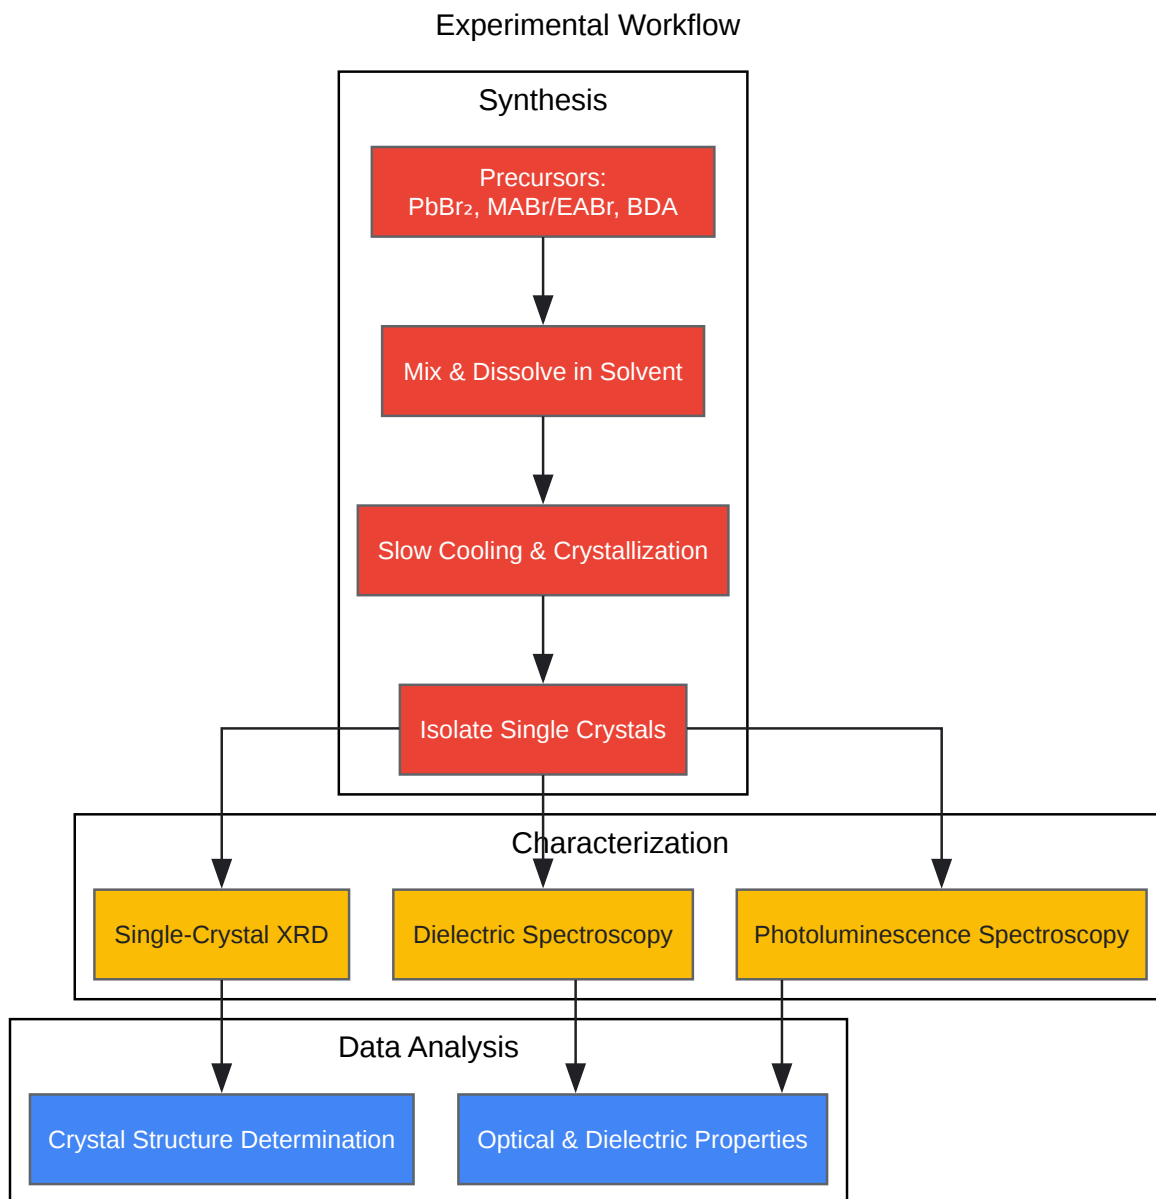 Experimental Workflow
Synthesis
Precursors:
PbBr₂, MABr/EABr, BDA
Mix & Dissolve in Solvent
Slow Cooling & Crystallization
Isolate Single Crystals
Characterization
Single-Crystal XRD
Dielectric Spectroscopy
Photoluminescence Spectroscopy
Data Analysis
Crystal Structure Determination
Optical & Dielectric Properties